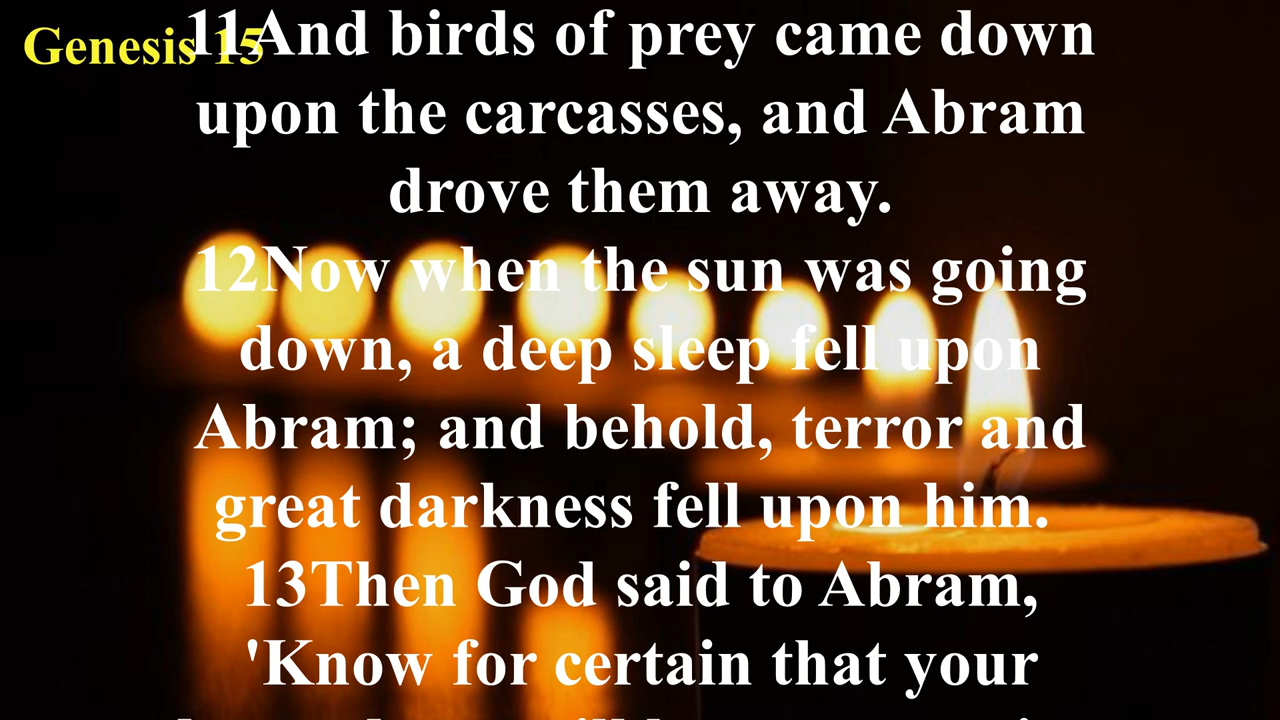 Genesis 15
11And birds of prey came down
upon the carcasses, and Abram
drove them away.
12Now when the sun was going
down, a deep sleep fell upon
Abram; and behold, terror and
great darkness fell upon him.
13Then God said to Abram,
'Know for certain that your